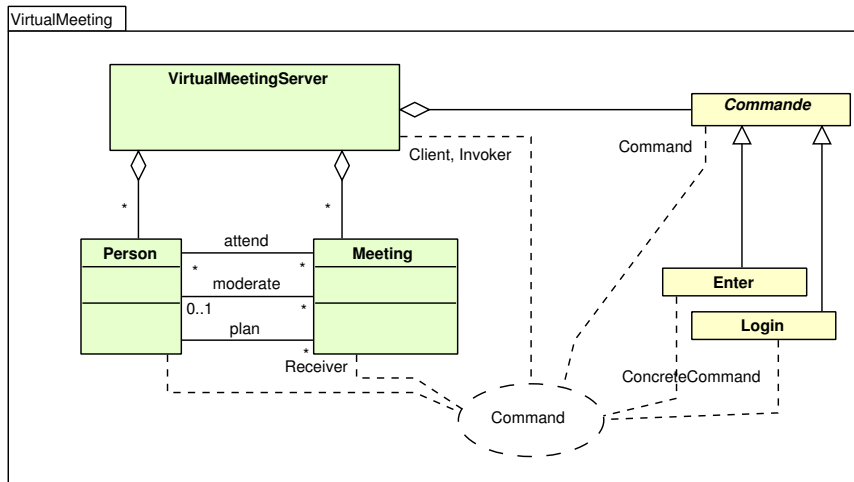 VirtualMeeting
VirtualMeetingServer
Commande
Client, Invoker
Command
*
*
Person
attend
Meeting
*
*
moderate
Enter
0..1
*
plan
Login
*
Receiver
ConcreteCommand
Command